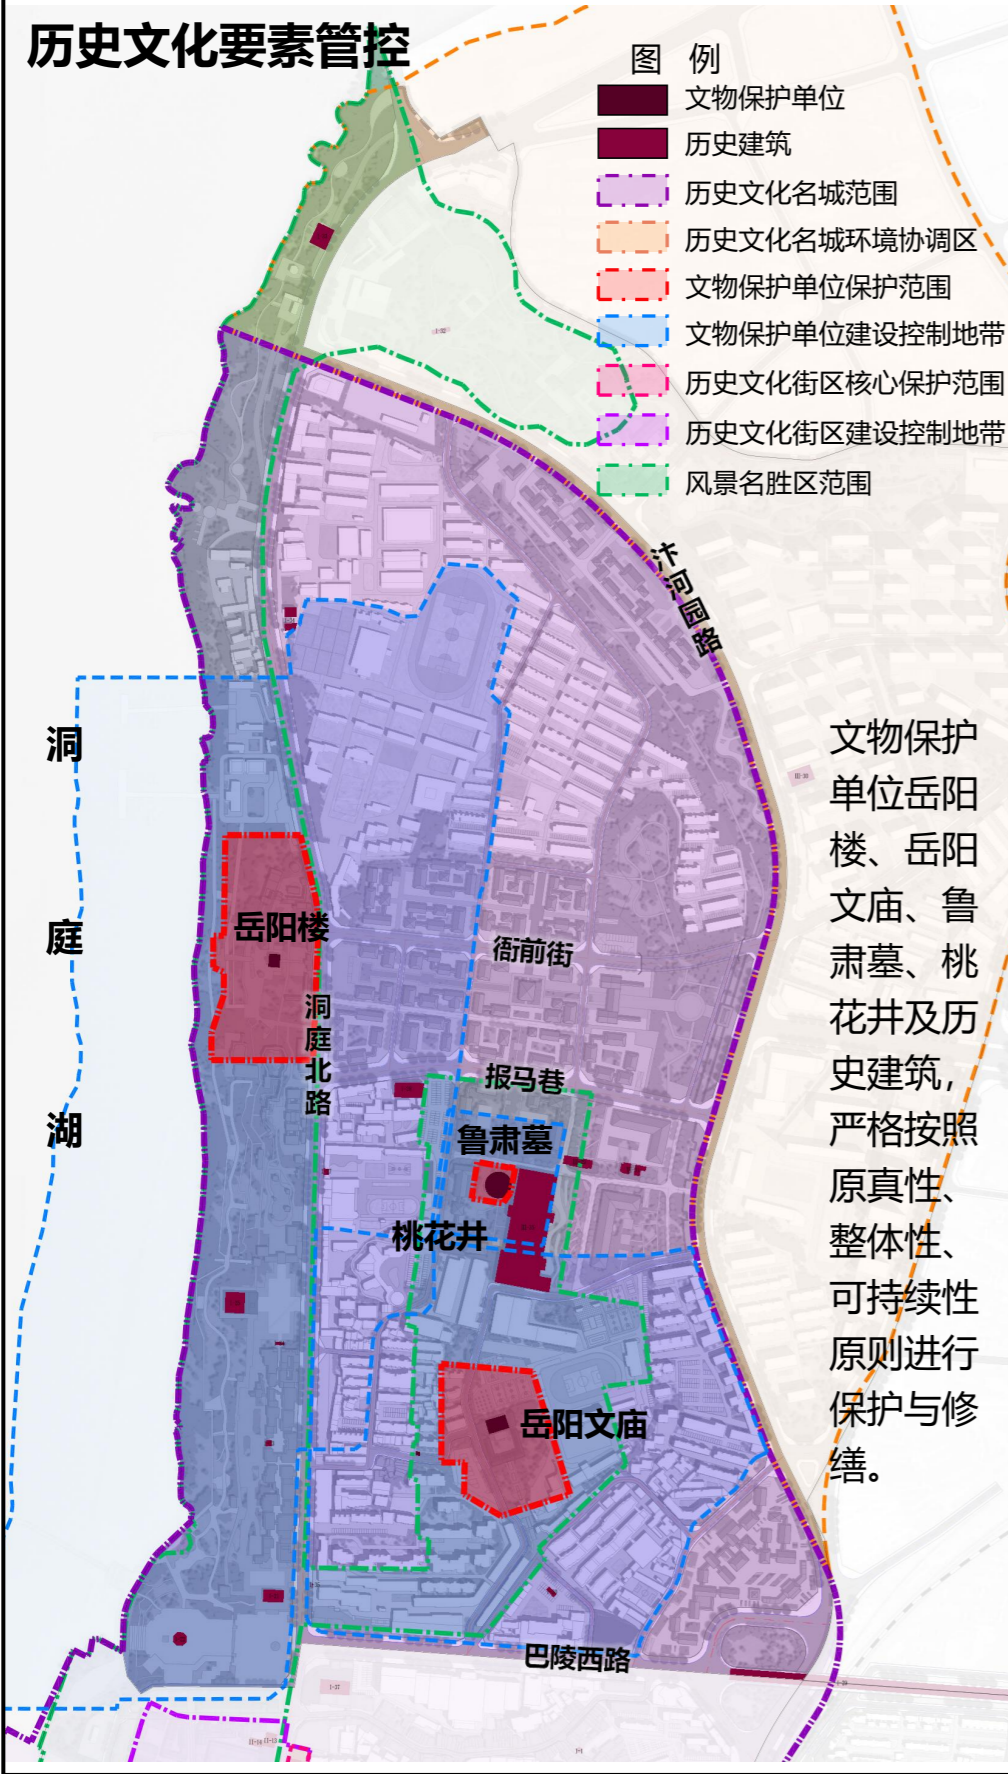 历史文化要素管控
图 例
文物保护单位
历史建筑
历史文化名城范围
历史文化名城环境协调区
文物保护单位保护范围
文物保护单位建设控制地带
历史文化街区核心保护范围
历史文化街区建设控制地带
风景名胜区范围
汴河园路
洞庭湖
岳阳楼
衙前街
洞庭北路
报马巷
鲁肃墓
桃花井
岳阳文庙
巴陵西路
文物保护
单位岳阳
楼、岳阳
文庙、鲁
肃墓、桃
花井及历
史建筑，
严格按照
原真性、
整体性、
可持续性
原则进行
保护与修
缮。